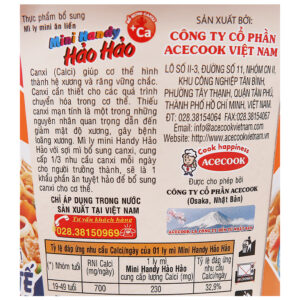 Thực phẩm bổ sung
Mì ly mini ăn liền
Ca
Mini Handy
Hảo Hảo
Canxi (Calci) giúp cơ thể hình
thành hệ xương và răng vững chắc.
Canxi cần thiết cho các quá trình
chuyển hóa trong cơ thể. Thiếu
canxi mạn tính là một trong những
nguyên nhân quan trọng dẫn đến
giảm mật độ xương, gây bệnh
loãng xương. Mì ly mini Handy Hảo
Hảo với sợi mì bổ sung canxi, cung
cấp 1/3 nhu cầu canxi mỗi ngày
cho người trưởng thành, sẽ là 1
khẩu phần ăn tuyệt hảo để bổ sung
canxi cho cơ thể.
CHỈ ÁP DỤNG TRONG NƯỚC
SẢN XUẤT TẠI VIỆT NAM
028.38150969
SẢN XUẤT BỞI:
CÔNG TY CỔ PHẦN
ACECOOK VIỆT NAM
LÔ SỐ II-3, ĐƯỜNG SỐ 11, NHÓM CN II,
KHU CÔNG NGHIỆP TÂN BÌNH,
PHƯỜNG TÂY THẠNH, QUẬN TÂN PHÚ,
THÀNH PHỐ HỒ CHÍ MINH, VIỆT NAM.
ĐT: 028.38154064 FAX: 028.38154067
Email: info@acecookvietnam.com
Website: http://www.acecookvietnam.vn
Cook happiness
ACECOOK
Được cho phép bởi
CÔNG TY CỔ PHẦN ACECOOK
(Osaka, Nhật Bản)
Tỷ lệ đáp ứng nhu cầu Calci/ngày của 01 ly mì Mini Handy Hảo Hảo
(*) Nhóm tuổi RNI Calci (mg/ngày) 1 ly mì Mini Handy Hảo Hảo cung cấp lượng Calci (mg) Tỷ lệ đáp ứng nhu cầu Calci/ngày
19-49 tuổi 700 230 32,9%